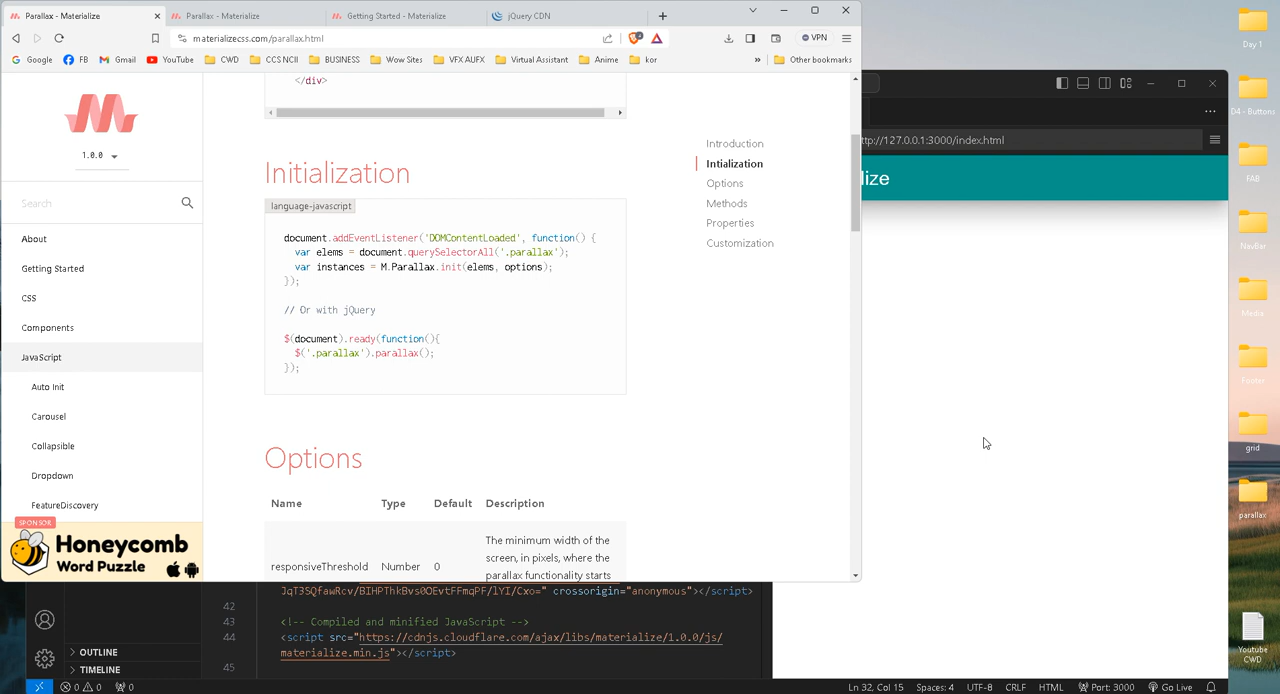 Parallax - Materialize
Parallax - Materialize
Getting Started - Materialize
jQuery CDN
materializecss.com/parallax.html
VPN
Google
FB
Gmail
YouTube
CWD
CCS NCII
BUSINESS
Wow Sites
VFX AUFX
Virtual Assistant
Anime
kor
»
Other bookmarks
1.0.0
Search
About
Getting Started
CSS
Components
JavaScript
Auto Init
Carousel
Collapsible
Dropdown
FeatureDiscovery
SPONSOR
Honeycomb
Word Puzzle
</div>
Initialization
language-javascript
document.addEventListener('DOMContentLoaded', function() {
var elems = document.querySelectorAll('.parallax');
var instances = M.Parallax.init(elems, options);
});
// Or with jQuery
$(document).ready(function(){
$('.parallax').parallax();
});
Options
Name Type Default Description
responsiveThreshold Number 0
The minimum width of the
screen, in pixels, where the
parallax functionality starts
Introduction
Intialization
Options
Methods
Properties
Customization
ttp://127.0.0.1:3000/index.html
lize
Day 1
D4 - Buttons
FAB
NavBar
Media
Footer
grid
parallax
Youtube
CWD
JqT3SQfawRcv/BIHPThkBvs0OEvtFFmqPF/lYI/Cxo=" crossorigin="anonymous"></script>
42
43 <!-- Compiled and minified JavaScript -->
44 <script src="https://cdnjs.cloudflare.com/ajax/libs/materialize/1.0.0/js/
materialize.min.js"></script>
45
OUTLINE
TIMELINE
0 0 0 Ln 32, Col 15 Spaces: 4 UTF-8 CRLF HTML Port: 3000 Go Live